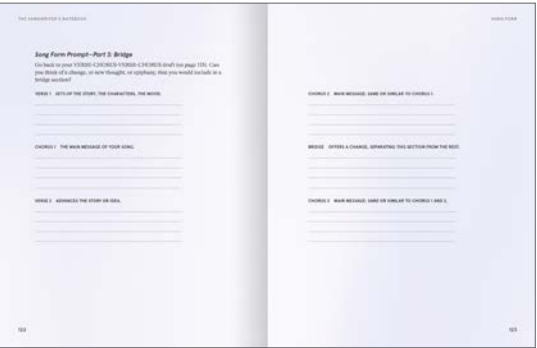 THE SONGWRITER'S NOTEBOOK
Song Form Prompt—Part 3: Bridge
Go back to your VERSE-CHORUS-VERSE-CHORUS draft (on page 119). Can
you think of a change, or new thought, or epiphany, that you would include in a
bridge section?
VERSE 1 SETS UP THE STORY, THE CHARACTERS, THE MOOD.
CHORUS 1 THE MAIN MESSAGE OF YOUR SONG.
VERSE 2 ADVANCES THE STORY OR IDEA.
122
SONG FORM
CHORUS 2 MAIN MESSAGE; SAME OR SIMILAR TO CHORUS 1.
BRIDGE OFFERS A CHANGE, SEPARATING THIS SECTION FROM THE REST.
CHORUS 3 MAIN MESSAGE; SAME OR SIMILAR TO CHORUS 1 AND 2.
123